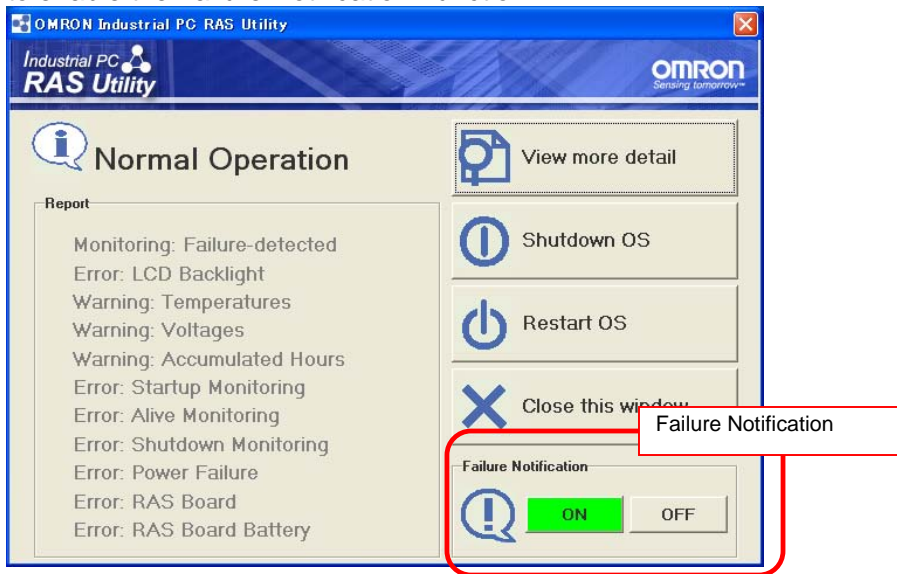 OMRON Industrial PC RAS Utility
Industrial PC
RAS Utility
OMRON
Sensing tomorrow™
Normal Operation
Report
Monitoring: Failure-detected
Error: LCD Backlight
Warning: Temperatures
Warning: Voltages
Warning: Accumulated Hours
Error: Startup Monitoring
Error: Alive Monitoring
Error: Shutdown Monitoring
Error: Power Failure
Error: RAS Board
Error: RAS Board Battery
View more detail
Shutdown OS
Restart OS
Close this window
Failure Notification
Failure Notification
ON
OFF